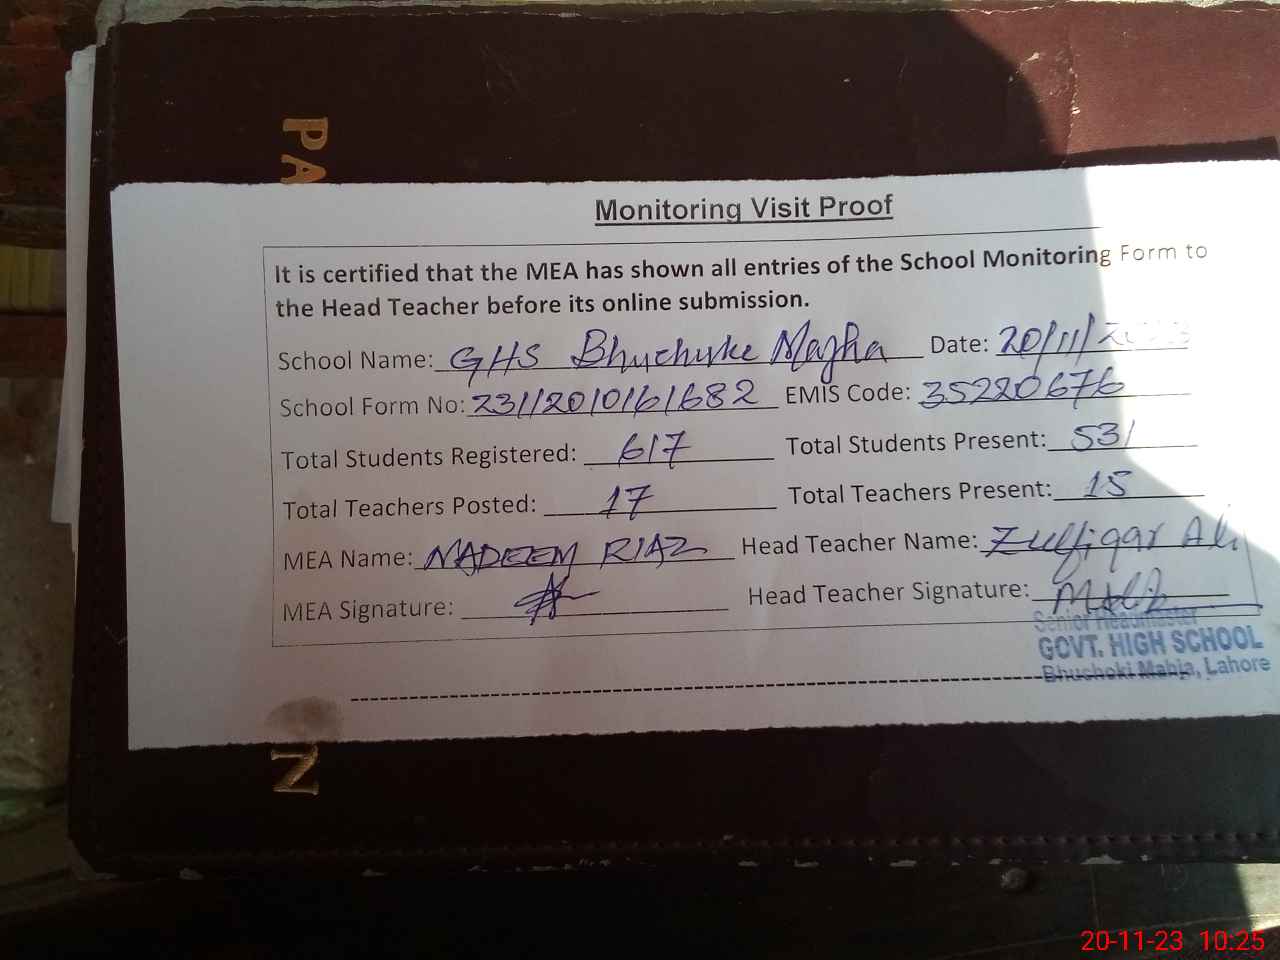 PA
Monitoring Visit Proof
It is certified that the MEA has shown all entries of the School Monitoring Form to
the Head Teacher before its online submission.
School Name: GHS Bhuchuke Majha Date: 20/11/2023
School Form No: 23112010161682 EMIS Code: 35220676
Total Students Registered: 617 Total Students Present: 531
Total Teachers Posted: 17 Total Teachers Present: 15
MEA Name: NADEEM RIAZ Head Teacher Name: Zulfiqar Ali
MEA Signature: Head Teacher Signature:
Senior Headmaster
GOVT. HIGH SCHOOL
Bhuchoki Mahja, Lahore
N
20-11-23 10:25